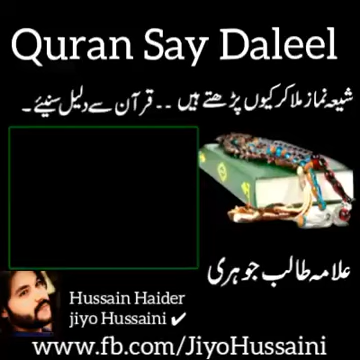 Quran Say Daleel
شیعہ نماز ملا کر کیوں پڑھتے ہیں -- قرآن سے دلیل سنیئے -
علامہ طالب جوہری
Hussain Haider
jiyo Hussaini ✔
www.fb.com/JiyoHussaini